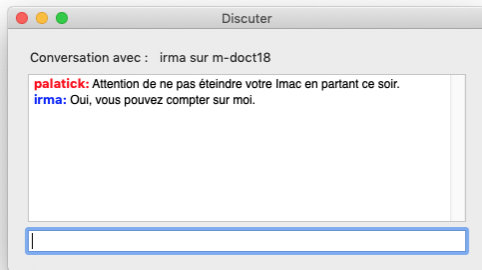 Discuter
Conversation avec : irma sur m-doct18
palatick: Attention de ne pas éteindre votre Imac en partant ce soir.
irma: Oui, vous pouvez compter sur moi.